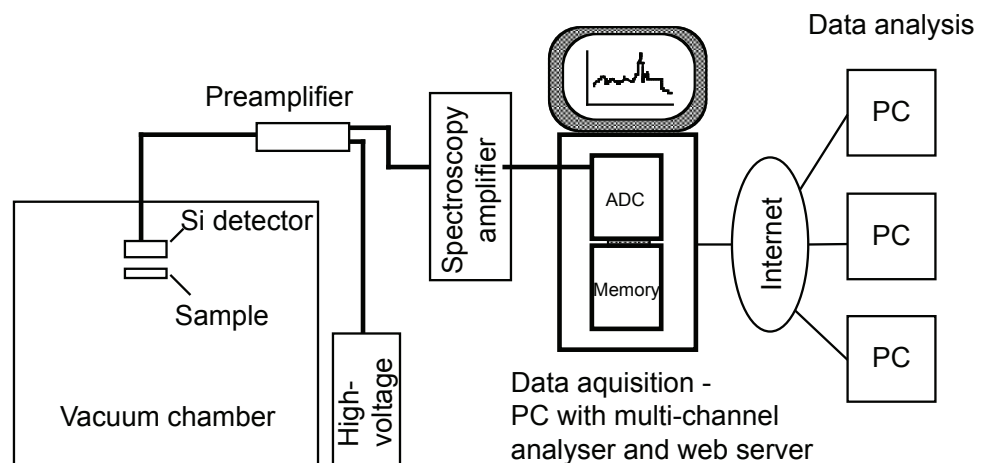 Data analysis
Preamplifier
Spectroscopy
amplifier
ADC
Memory
Internet
PC
PC
PC
Si detector
Sample
Vacuum chamber
High-
voltage
Data aquisition -
PC with multi-channel
analyser and web server